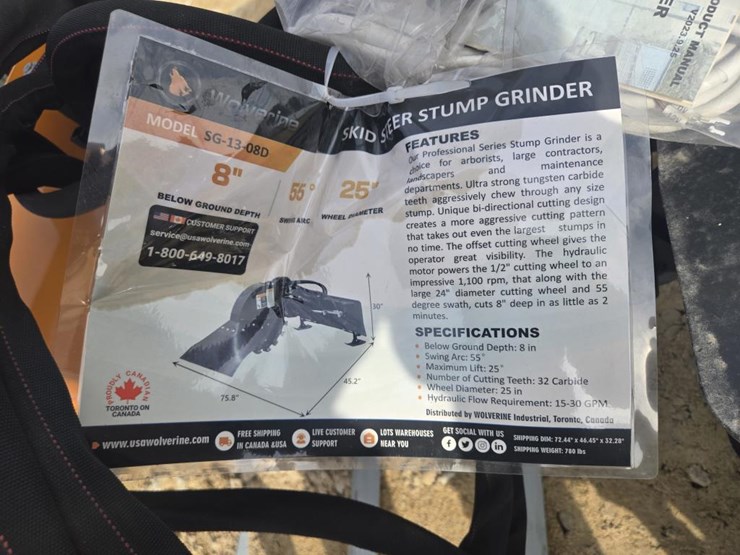 PRODUCT MANUAL
V2023.9.25
Wolverine
SKID STEER STUMP GRINDER
MODEL SG-13-08D
8"
BELOW GROUND DEPTH
55°
SWING ARC
25"
WHEEL DIAMETER
CUSTOMER SUPPORT
service@usawolverine.com
1-800-649-8017
30"
45.2"
75.8"
PROUDLY CANADIAN
TORONTO ON
CANADA
FEATURES
Our Professional Series Stump Grinder is a
choice for arborists, large contractors,
landscapers and maintenance
departments. Ultra strong tungsten carbide
teeth aggressively chew through any size
stump. Unique bi-directional cutting design
creates a more aggressive cutting pattern
that takes out even the largest stumps in
no time. The offset cutting wheel gives the
operator great visibility. The hydraulic
motor powers the 1/2" cutting wheel to an
impressive 1,100 rpm, that along with the
large 24" diameter cutting wheel and 55
degree swath, cuts 8" deep in as little as 2
minutes.
SPECIFICATIONS
• Below Ground Depth: 8 in
• Swing Arc: 55°
• Maximum Lift: 25°
• Number of Cutting Teeth: 32 Carbide
• Wheel Diameter: 25 in
• Hydraulic Flow Requirement: 15-30 GPM
Distributed by WOLVERINE Industrial, Toronto, Canada
www.usawolverine.com
FREE SHIPPING
IN CANADA &USA
LIVE CUSTOMER
SUPPORT
LOTS WAREHOUSES
NEAR YOU
GET SOCIAL WITH US
SHIPPING DIM: 72.44" x 46.45" x 32.28"
SHIPPING WEIGHT: 780 lbs